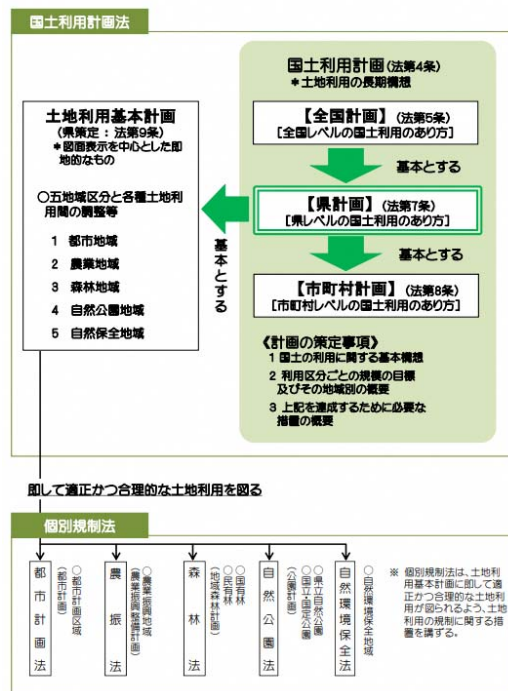 国土利用計画法
国土利用計画(法第4条)
*土地利用の長期構想
【全国計画】(法第5条)
[全国レベルの国土利用のあり方]
基本とする
【県計画】(法第7条)
[県レベルの国土利用のあり方]
基本とする
【市町村計画】(法第8条)
[市町村レベルの国土利用のあり方]
《計画の策定事項》
1 国土の利用に関する基本構想
2 利用区分ごとの規模の目標
及びその地域別の概要
3 上記を達成するために必要な
措置の概要
基本とする
土地利用基本計画
(県策定:法第9条)
*図面表示を中心とした即
地的なもの
○五地域区分と各種土地利
用間の調整等
1 都市地域
2 農業地域
3 森林地域
4 自然公園地域
5 自然保全地域
即して適正かつ合理的な土地利用を図る
個別規制法
都市計画法
○都市計画区域
(都市計画)
農振法
○農業振興地域
(農業振興整備計画)
森林法
○国有林
○民有林
(地域森林計画)
自然公園法
○県立自然公園
○国立・国定公園
(公園計画)
自然環境保全法
○自然環境保全地域
※ 個別規制法は、土地利
用基本計画に即して適
正かつ合理的な土地利
用が図られるよう、土地
利用の規制に関する措
置を講ずる。